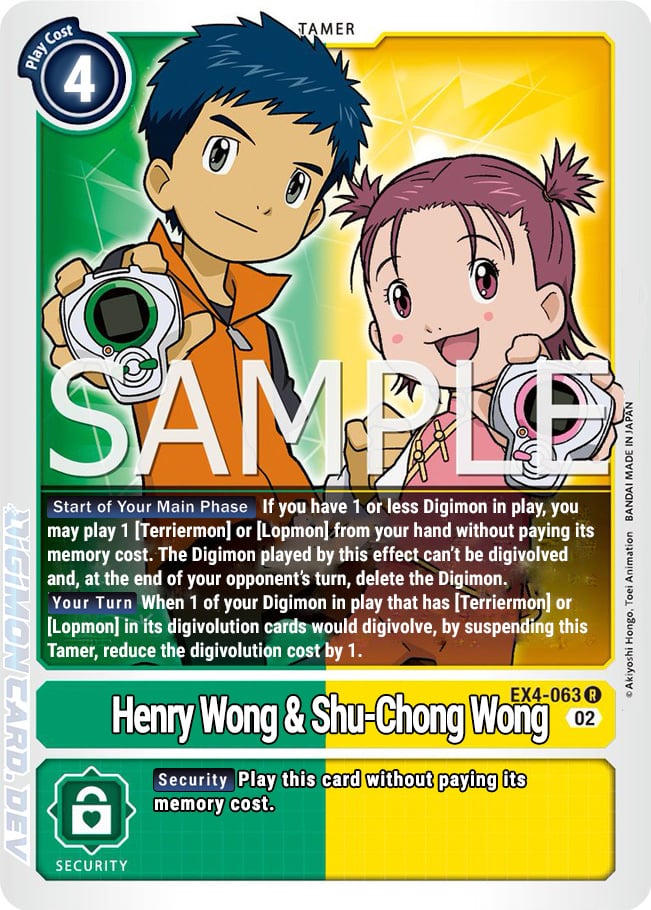 TAMER
Play Cost
4
SAMPLE
Start of Your Main Phase If you have 1 or less Digimon in play, you
may play 1 [Terriermon] or [Lopmon] from your hand without paying its
memory cost. The Digimon played by this effect can't be digivolved
and, at the end of your opponent's turn, delete the Digimon.
Your Turn When 1 of your Digimon in play that has [Terriermon] or
[Lopmon] in its digivolution cards would digivolve, by suspending this
Tamer, reduce the digivolution cost by 1.
©Akiyoshi Hongo, Toei Animation BANDAI MADE IN JAPAN
DIGIMON CARD.DEV
EX4-063 R
Henry Wong & Shu-Chong Wong
02
Security Play this card without paying its
memory cost.
SECURITY